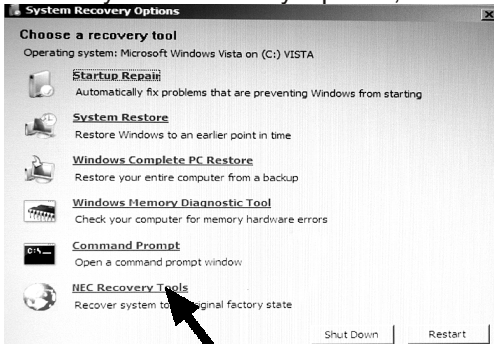 System Recovery Options
Choose a recovery tool
Operating system: Microsoft Windows Vista on (C:) VISTA
Startup Repair
Automatically fix problems that are preventing Windows from starting
System Restore
Restore Windows to an earlier point in time
Windows Complete PC Restore
Restore your entire computer from a backup
Windows Memory Diagnostic Tool
Check your computer for memory hardware errors
Command Prompt
Open a command prompt window
NEC Recovery Tools
Recover system to original factory state
Shut Down
Restart